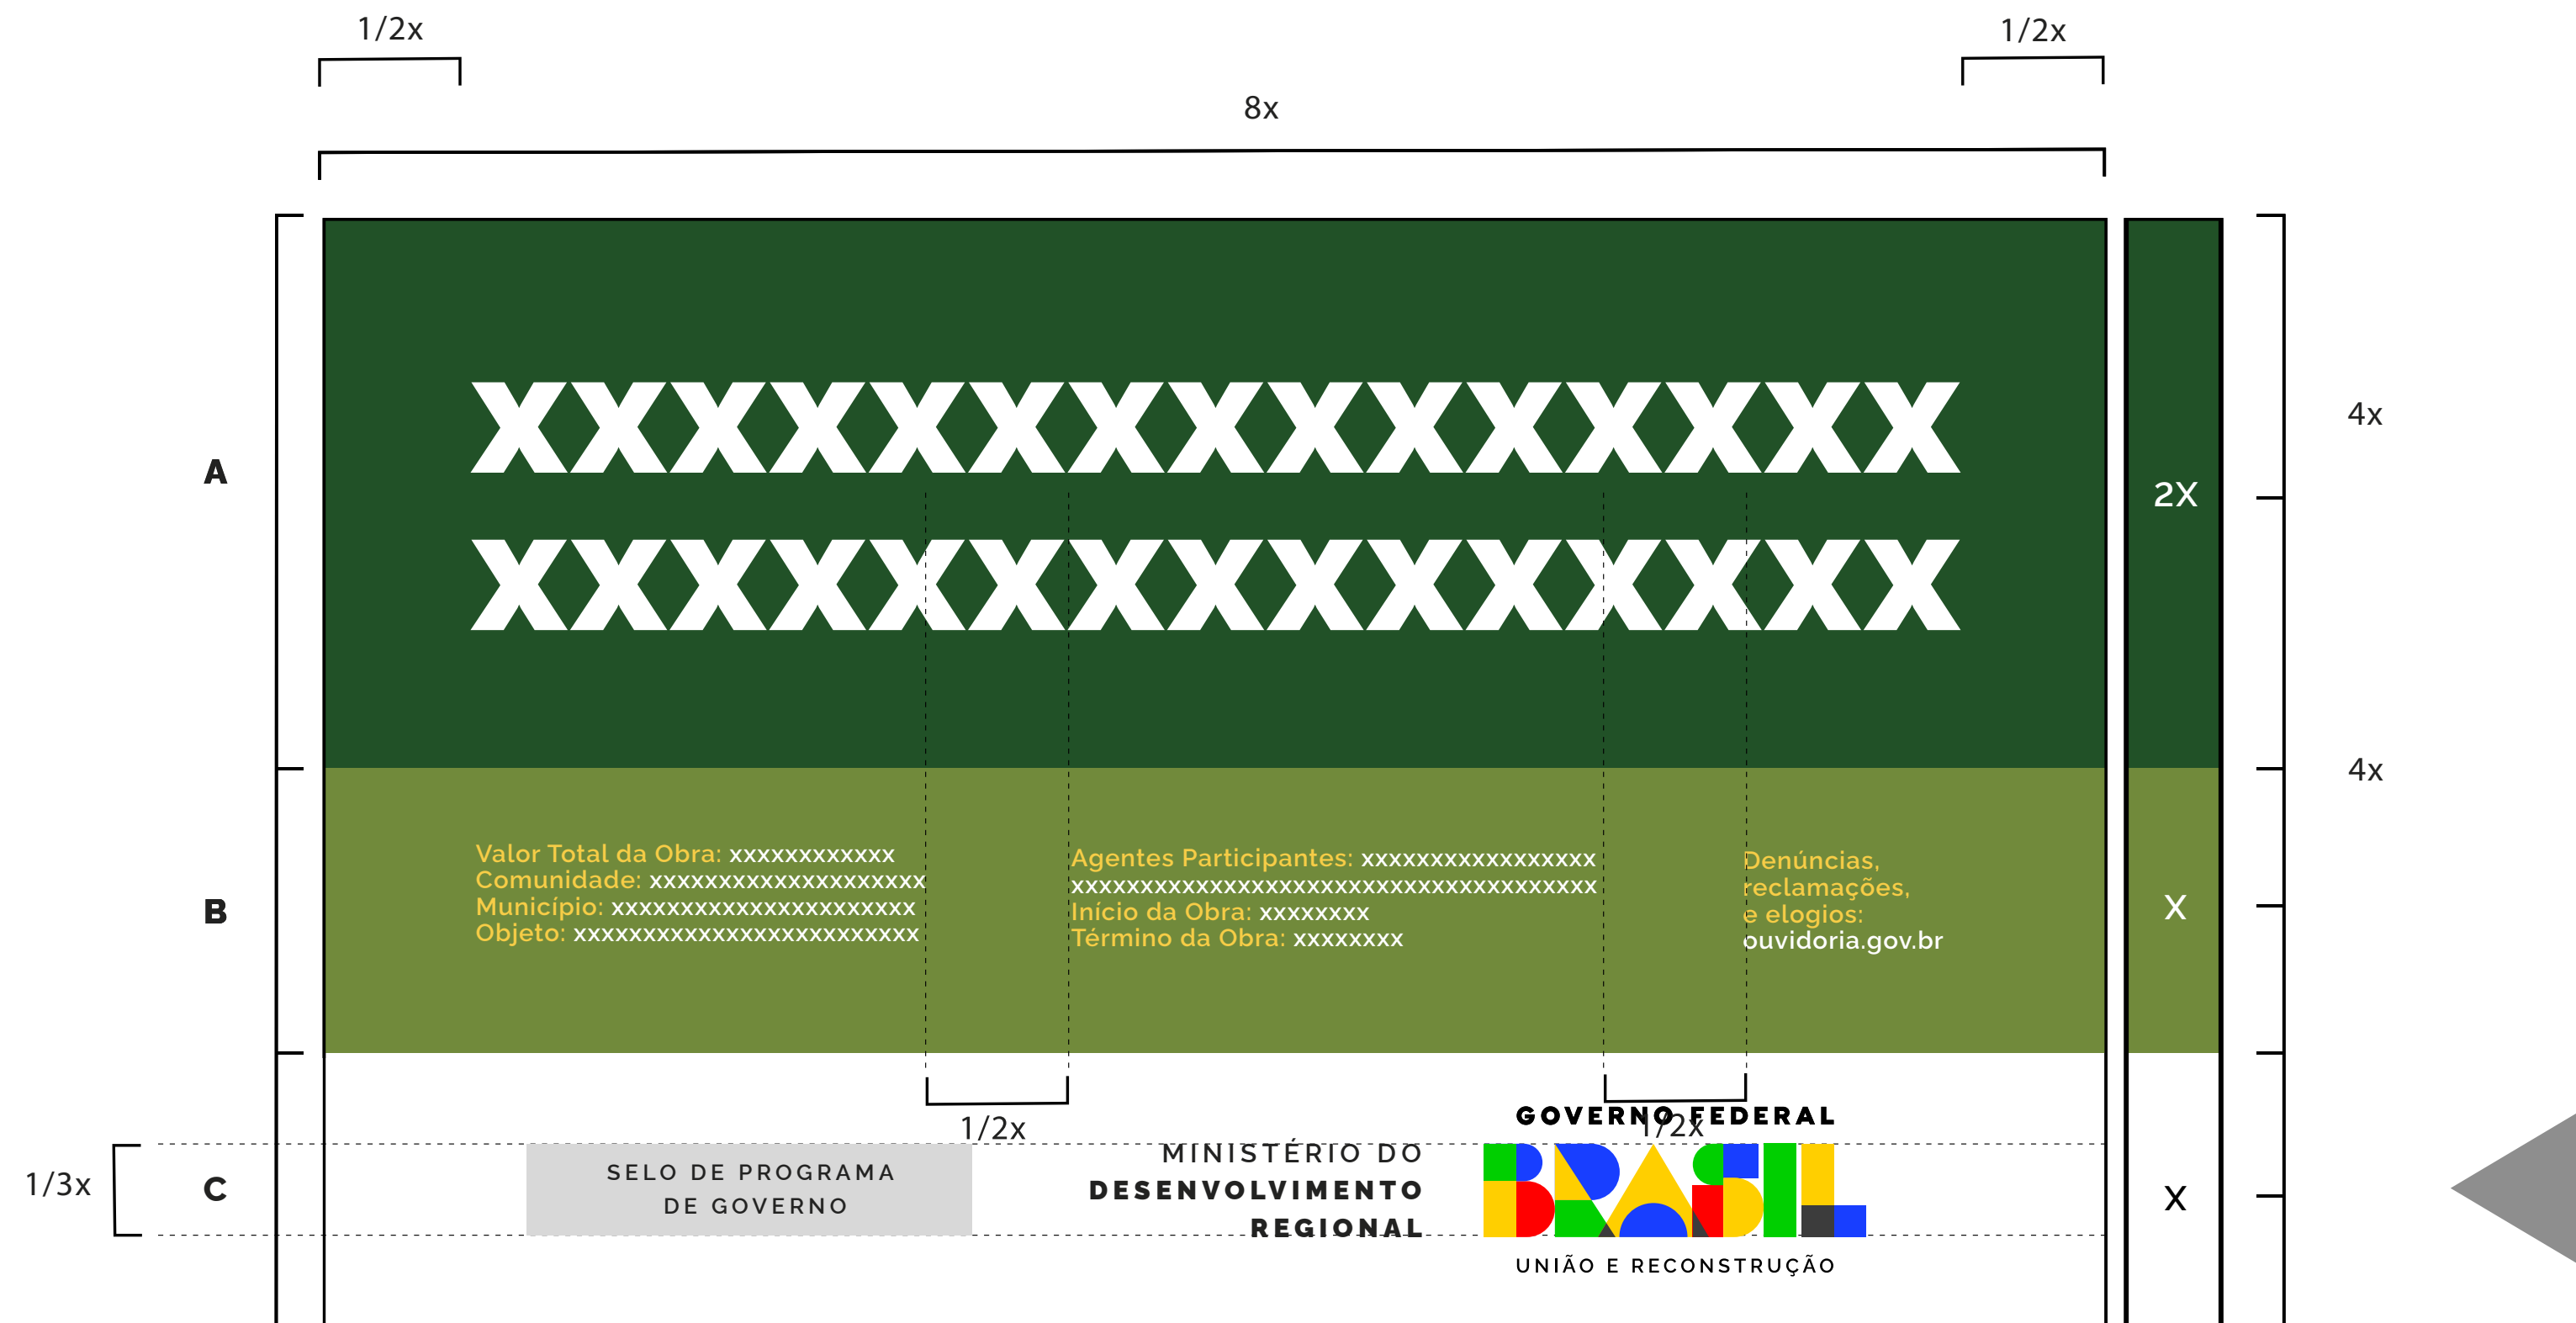 1/2x
1/2x
8x
XXXXXXXXXXXXXXX
4x
A
2X
XXXXXXXXXXXXXXX
4x
Valor Total da Obra: xxxxxxxxxxxx
Comunidade: xxxxxxxxxxxxxxxxxxxx
Município: xxxxxxxxxxxxxxxxxxxxxx
Objeto: xxxxxxxxxxxxxxxxxxxxxxxxx
Agentes Participantes: xxxxxxxxxxxxxxxxx
xxxxxxxxxxxxxxxxxxxxxxxxxxxxxxxxxxxxxx
Início da Obra: xxxxxxxx
Término da Obra: xxxxxxxx
Denúncias,
reclamações,
e elogios:
ouvidoria.gov.br
B
X
1/2x
1/2x
1/3x
C
SELO DE PROGRAMA
DE GOVERNO
MINISTÉRIO DO
DESENVOLVIMENTO
REGIONAL
GOVERNO FEDERAL
BRASIL
UNIÃO E RECONSTRUÇÃO
X